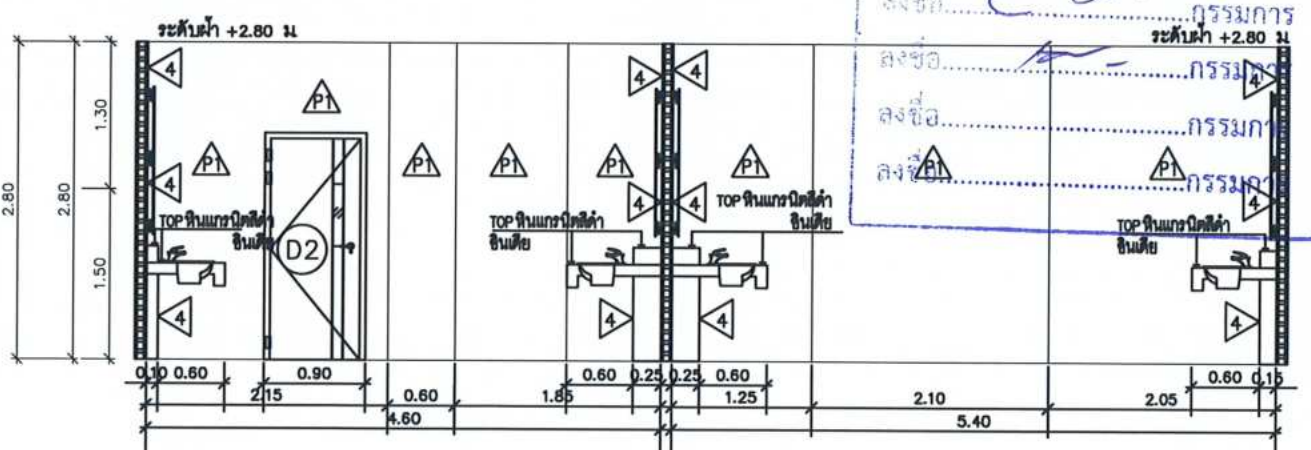 ลงชื่อ..............................กรรมการ
ระดับฝ้า +2.80 ม.
ระดับฝ้า +2.80 ม
ลงชื่อ..............................กรรมการ
4
4
4
4
1.30
P1
ลงชื่อ..............................กรรมการ
P1
P1
P1
P1
P1
P1
P1
ลงชื่อ..............................กรรมการ
2.80
2.80
4
4
4
4
TOP หินแกรนิตสีดำ
อินเดีย
TOP หินแกรนิตสีดำ
อินเดีย
TOP หินแกรนิตสีดำ
อินเดีย
TOP หินแกรนิตสีดำ
อินเดีย
D2
1.50
4
4
4
4
0.10 0.60 0.90 0.60 0.25 0.25 0.60 0.60 0.15
2.15 0.60 1.85 1.25 2.10 2.05
4.60 5.40